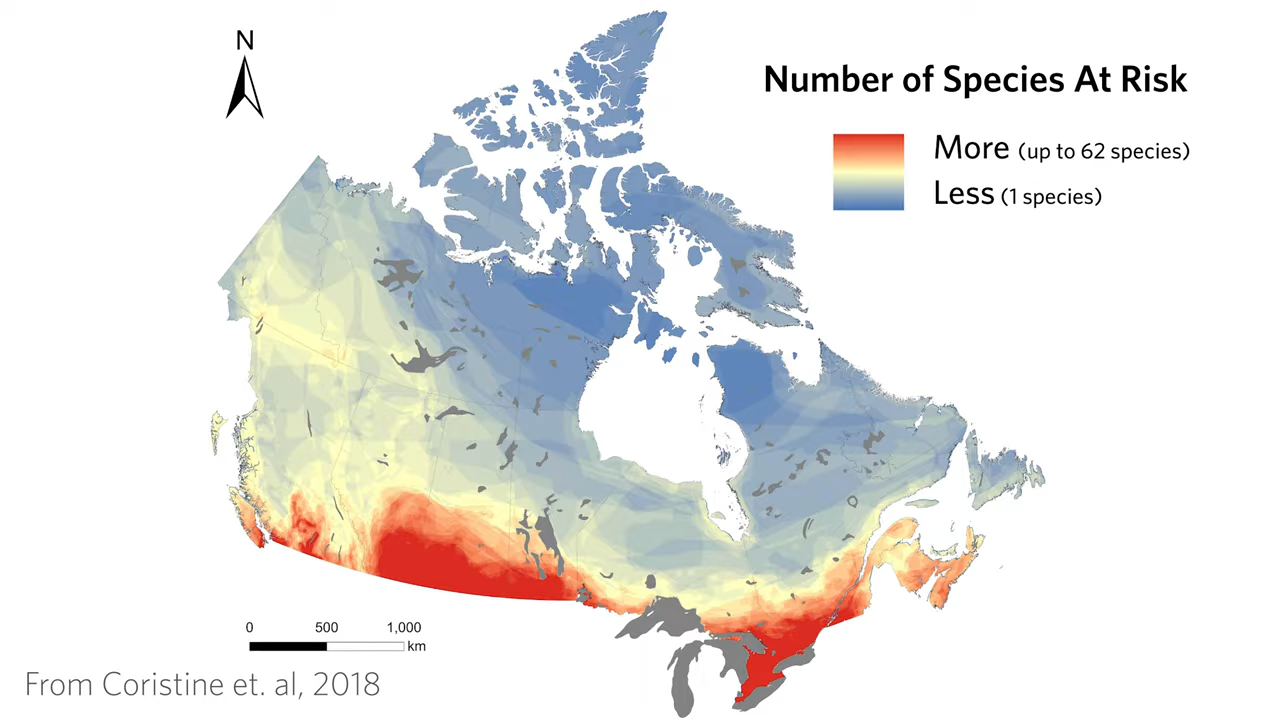 N
Number of Species At Risk
More (up to 62 species)
Less (1 species)
0 500 1,000
km
From Coristine et. al, 2018